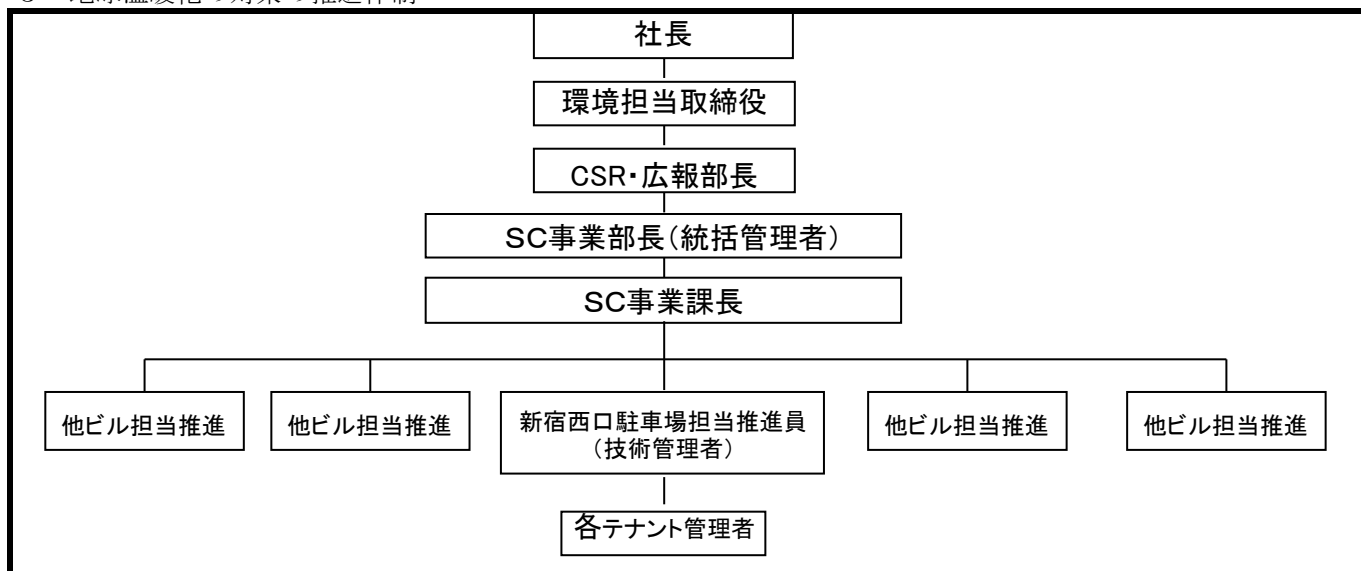 社長
環境担当取締役
CSR・広報部長
SC事業部長(統括管理者)
SC事業課長
他ビル担当推進
他ビル担当推進
新宿西口駐車場担当推進員
(技術管理者)
他ビル担当推進
他ビル担当推進
各テナント管理者